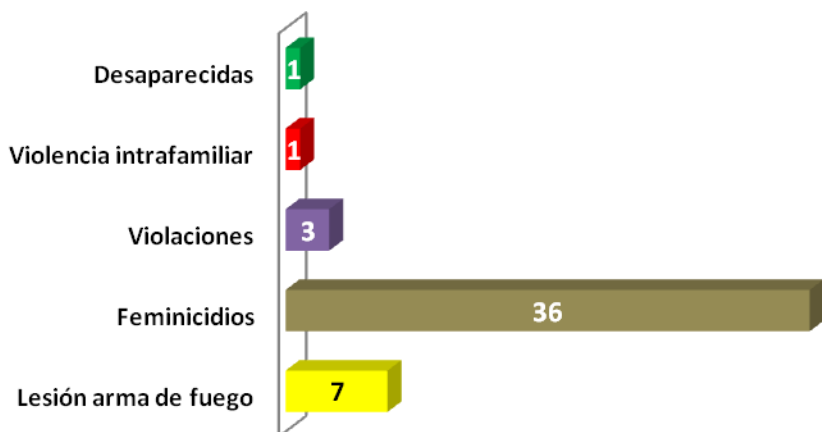 Desaparecidas 1
Violencia intrafamiliar 1
Violaciones 3
Feminicidios 36
Lesión arma de fuego 7